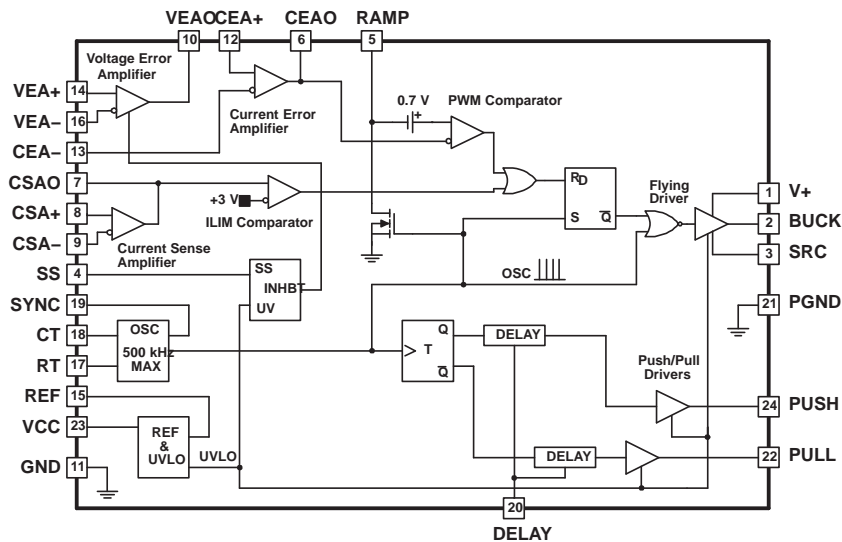 VEAO CEA+ CEAO RAMP
10 12 6 5
Voltage Error
Amplifier
VEA+ 14
VEA− 16
CEA− 13
CSAO 7
CSA+ 8
CSA− 9
SS 4
SYNC 19
CT 18
RT 17
REF 15
VCC 23
GND 11
Current Error
Amplifier
0.7 V
+
PWM Comparator
+3 V
ILIM Comparator
Current Sense
Amplifier
SS
INHBT
UV
OSC
500 kHz
MAX
REF
&
UVLO
UVLO
RD
S Q
Flying
Driver
OSC
Q
T
Q
DELAY
DELAY
Push/Pull
Drivers
1 V+
2 BUCK
3 SRC
21 PGND
24 PUSH
22 PULL
20
DELAY